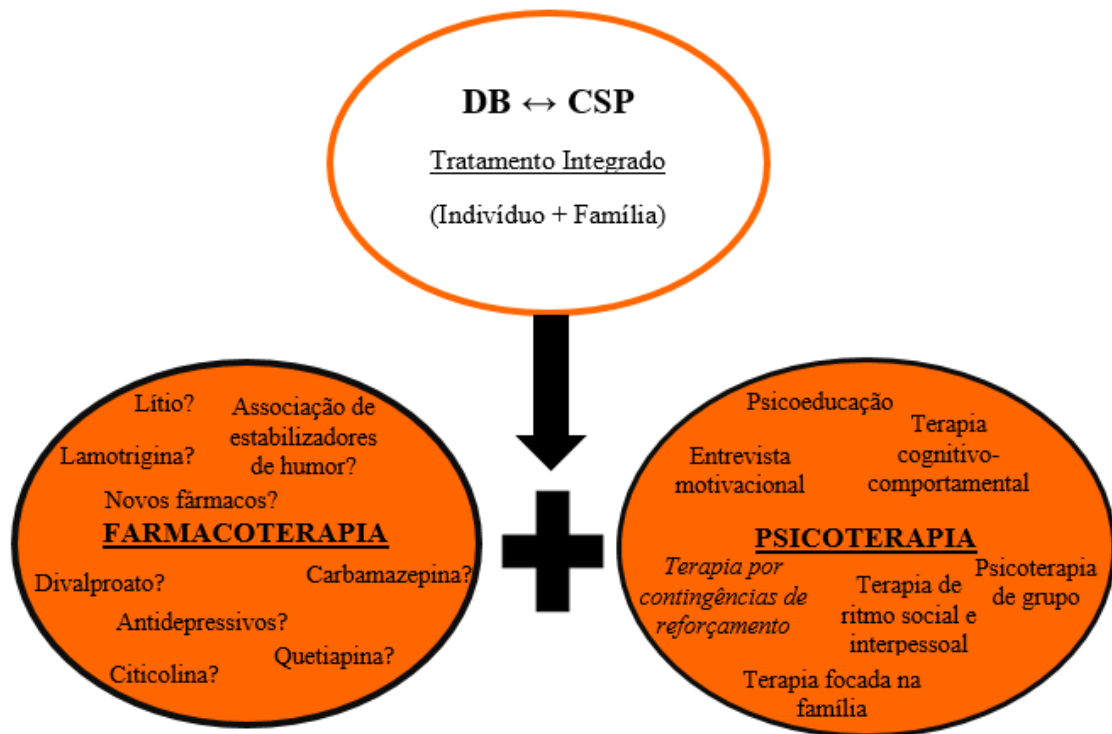 DB ↔ CSP
Tratamento Integrado
(Indivíduo + Família)
Lítio?
Associação de
estabilizadores
de humor?
Lamotrigina?
Novos fármacos?
FARMACOTERAPIA
Divalproato?
Carbamazepina?
Antidepressivos?
Quetiapina?
Citicolina?
Psicoeducação
Terapia
cognitivo-
comportamental
Entrevista
motivacional
PSICOTERAPIA
Terapia por
contingências de
reforçamento
Terapia de
ritmo social e
interpessoal
Psicoterapia
de grupo
Terapia focada na
família